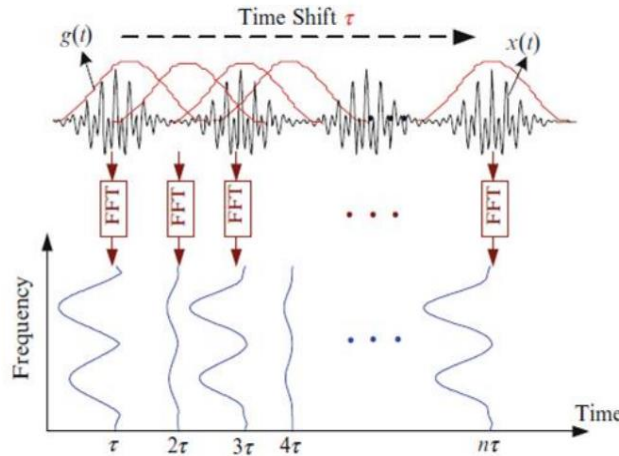 Time Shift τ
g(t)
x(t)
FFT FFT FFT FFT
Frequency
Time
τ 2τ 3τ 4τ nτ